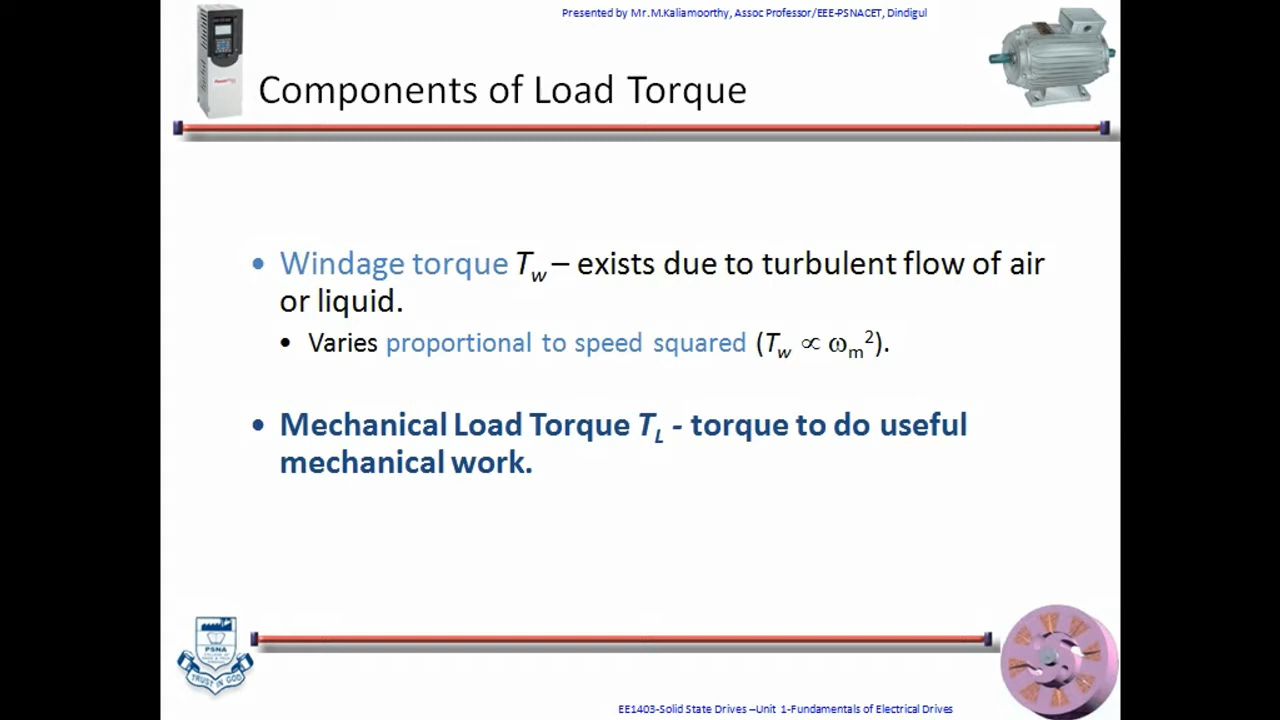 Presented by Mr.M.Kaliamoorthy, Assoc Professor/EEE-PSNACET, Dindigul
Components of Load Torque
• Windage torque Tw – exists due to turbulent flow of air
or liquid.
• Varies proportional to speed squared (Tw ∝ ωm²).
• Mechanical Load Torque TL - torque to do useful
mechanical work.
PSNA
TRUST IN GOD
EE1403-Solid State Drives –Unit 1-Fundamentals of Electrical Drives